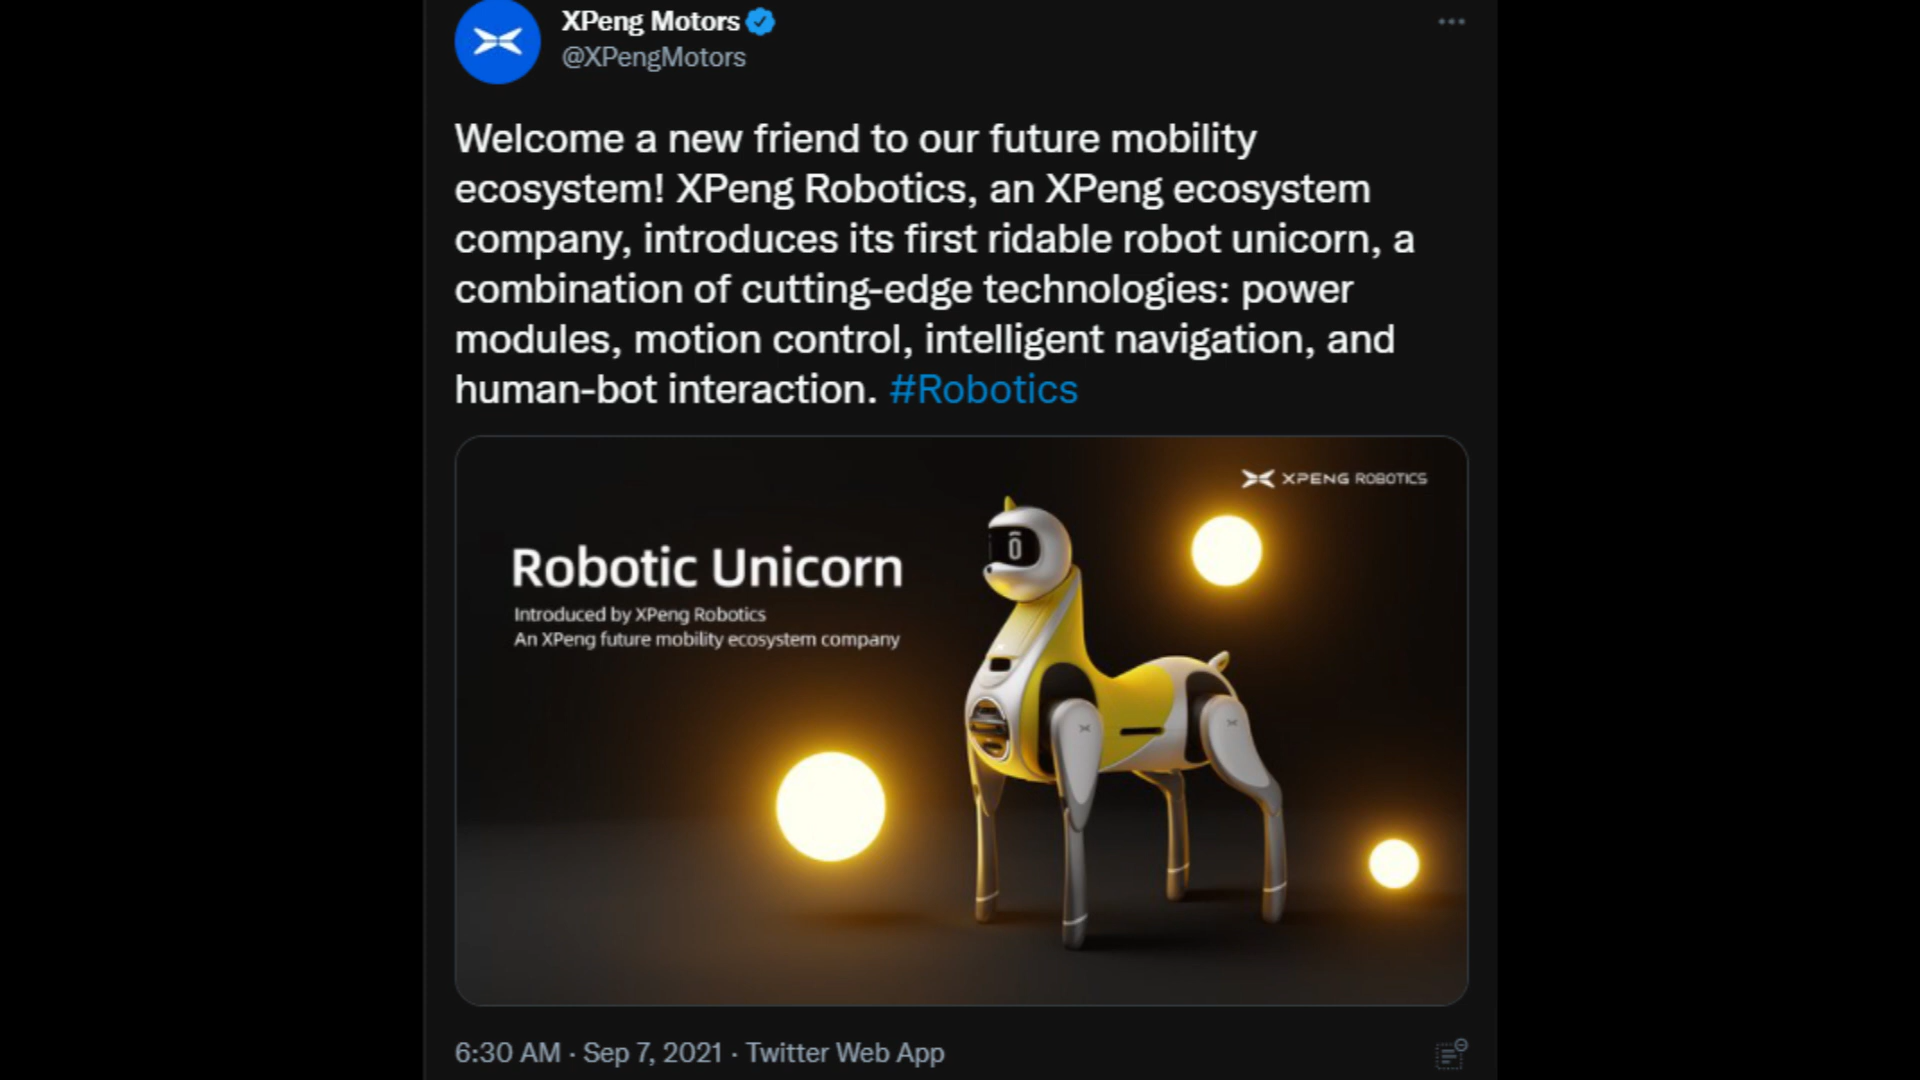 XPeng Motors
@XPengMotors
Welcome a new friend to our future mobility
ecosystem! XPeng Robotics, an XPeng ecosystem
company, introduces its first ridable robot unicorn, a
combination of cutting-edge technologies: power
modules, motion control, intelligent navigation, and
human-bot interaction. #Robotics
XPENG ROBOTICS
Robotic Unicorn
Introduced by XPeng Robotics
An XPeng future mobility ecosystem company
6:30 AM · Sep 7, 2021 · Twitter Web App